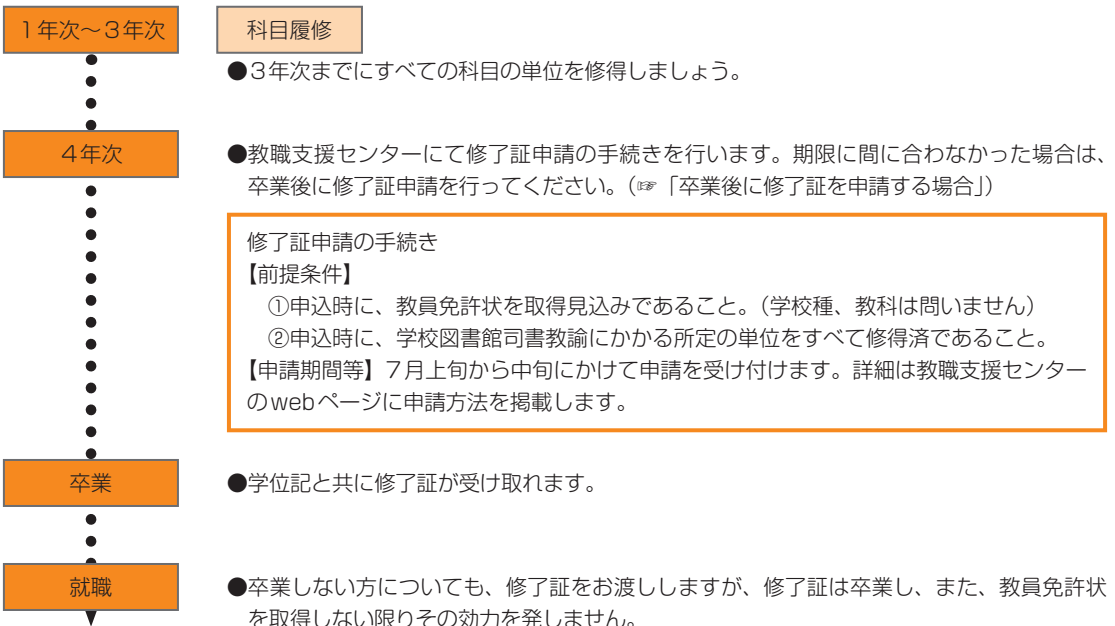 1年次～3年次
科目履修
●3年次までにすべての科目の単位を修得しましょう。
4年次
●教職支援センターにて修了証申請の手続きを行います。期限に間に合わなかった場合は、
卒業後に修了証申請を行ってください。（☞「卒業後に修了証を申請する場合」）
修了証申請の手続き
【前提条件】
①申込時に、教員免許状を取得見込みであること。（学校種、教科は問いません）
②申込時に、学校図書館司書教諭にかかる所定の単位をすべて修得済であること。
【申請期間等】7月上旬から中旬にかけて申請を受け付けます。詳細は教職支援センター
のwebページに申請方法を掲載します。
卒業
●学位記と共に修了証が受け取れます。
就職
●卒業しない方についても、修了証をお渡ししますが、修了証は卒業し、また、教員免許状
を取得しない限りその効力を発しません。